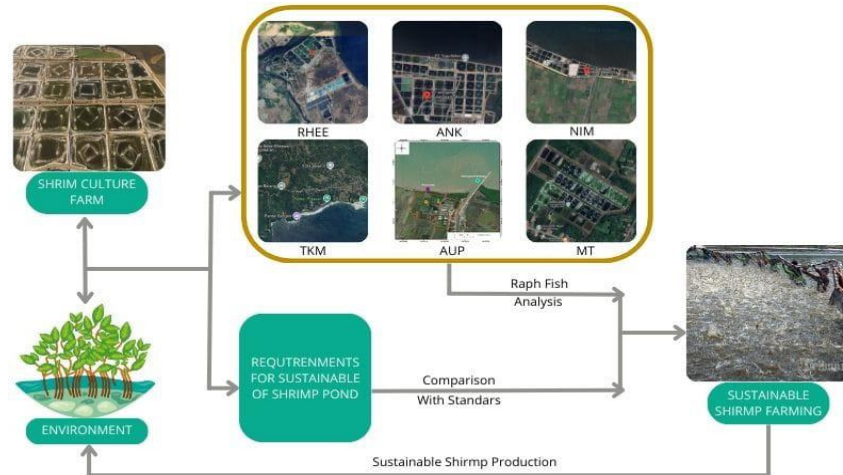 RHEE
ANK
NIM
SHRIM CULTURE
FARM
TKM
AUP
MT
Raph Fish
Analysis
REQUTRENMENTS
FOR SUSTAINABLE
OF SHRIMP POND
Comparison
With Standars
SUSTAINABLE
SHIRMP FARMING
ENVIRONMENT
Sustainable Shirmp Production